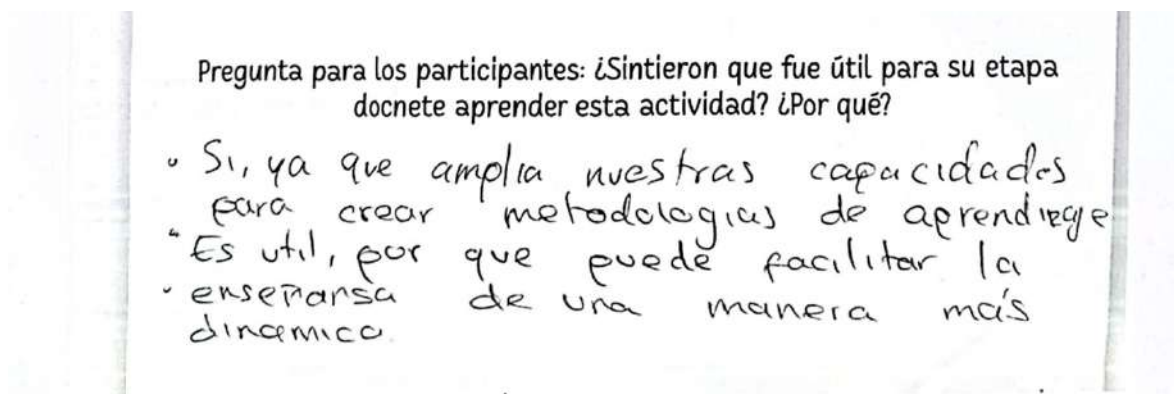 Pregunta para los participantes: ¿Sintieron que fue útil para su etapa
docnete aprender esta actividad? ¿Por qué?
• Si, ya que amplia nuestras capacidades
para crear metodologias de aprendizaje
• Es util, por que puede facilitar la
• enseñansa de una manera más
dinamica.